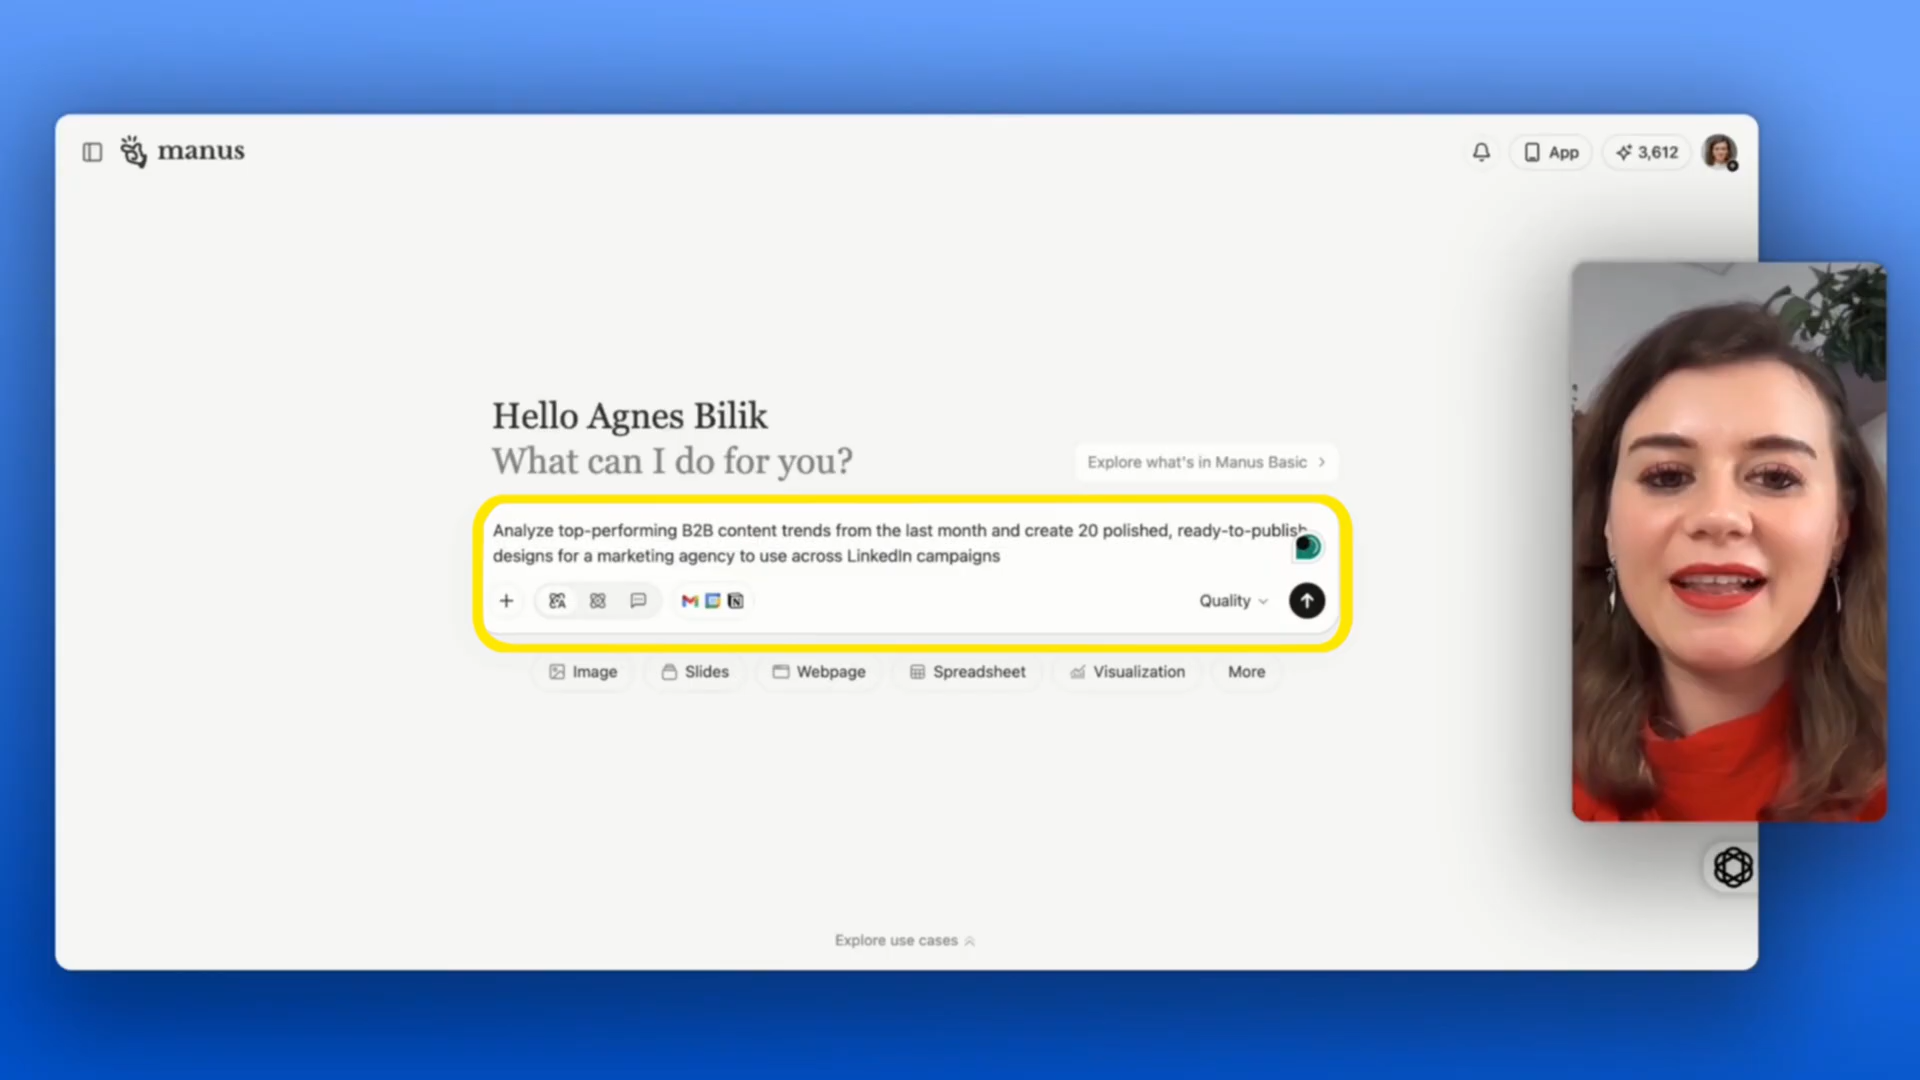 manus
App
3,612
Hello Agnes Bilik
What can I do for you?
Explore what's in Manus Basic
Analyze top-performing B2B content trends from the last month and create 20 polished, ready-to-publish
designs for a marketing agency to use across LinkedIn campaigns
Quality
Image
Slides
Webpage
Spreadsheet
Visualization
More
Explore use cases